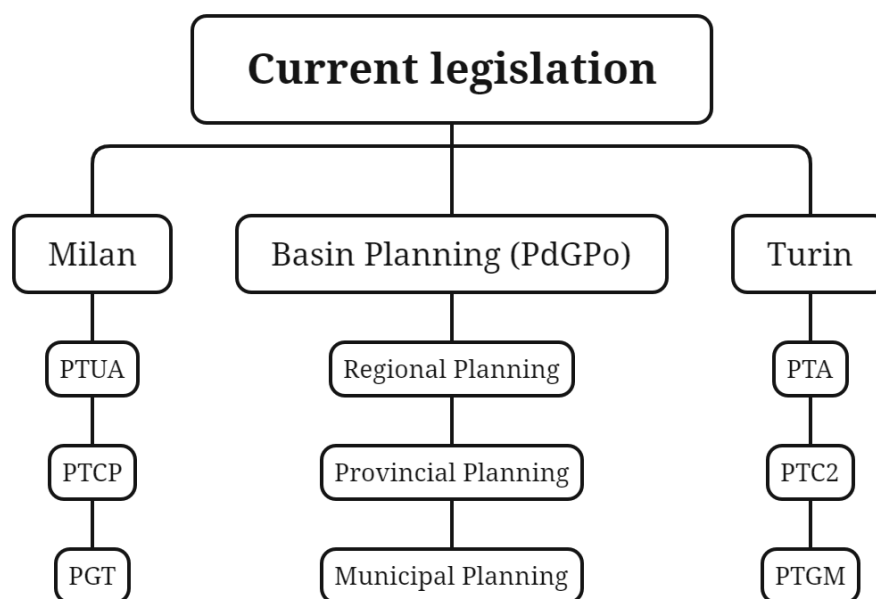 Current legislation
Milan
Basin Planning (PdGPo)
Turin
PTUA
Regional Planning
PTA
PTCP
Provincial Planning
PTC2
PGT
Municipal Planning
PTGM